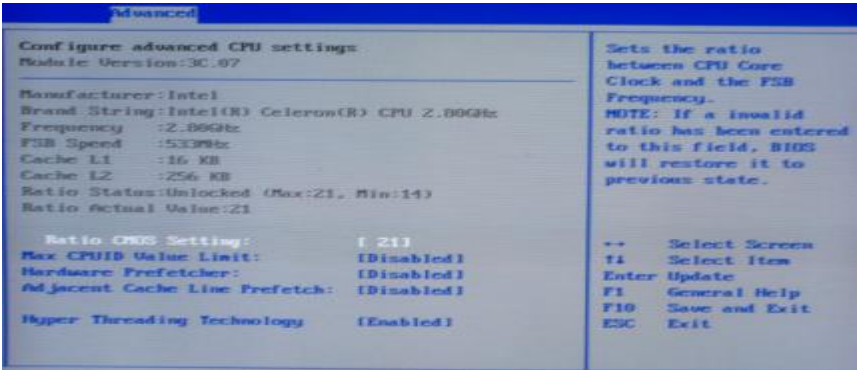 Advanced
Configure advanced CPU settings
Module Version:3C.07
Manufacturer:Intel
Brand String:Intel(R) Celeron(R) CPU 2.80GHz
Frequency :2.80GHz
FSB Speed :533MHz
Cache L1 :16 KB
Cache L2 :256 KB
Ratio Status:Unlocked (Max:21, Min:14)
Ratio Actual Value:21
Ratio CMOS Setting: [ 21]
Max CPUID Value Limit: [Disabled]
Hardware Prefetcher: [Disabled]
Adjacent Cache Line Prefetch: [Disabled]
Hyper Threading Technology [Enabled]
Sets the ratio
between CPU Core
Clock and the FSB
Frequency.
NOTE: If a invalid
ratio has been entered
to this field, BIOS
will restore it to
previous state.
↔ Select Screen
↑↓ Select Item
Enter Update
F1 General Help
F10 Save and Exit
ESC Exit